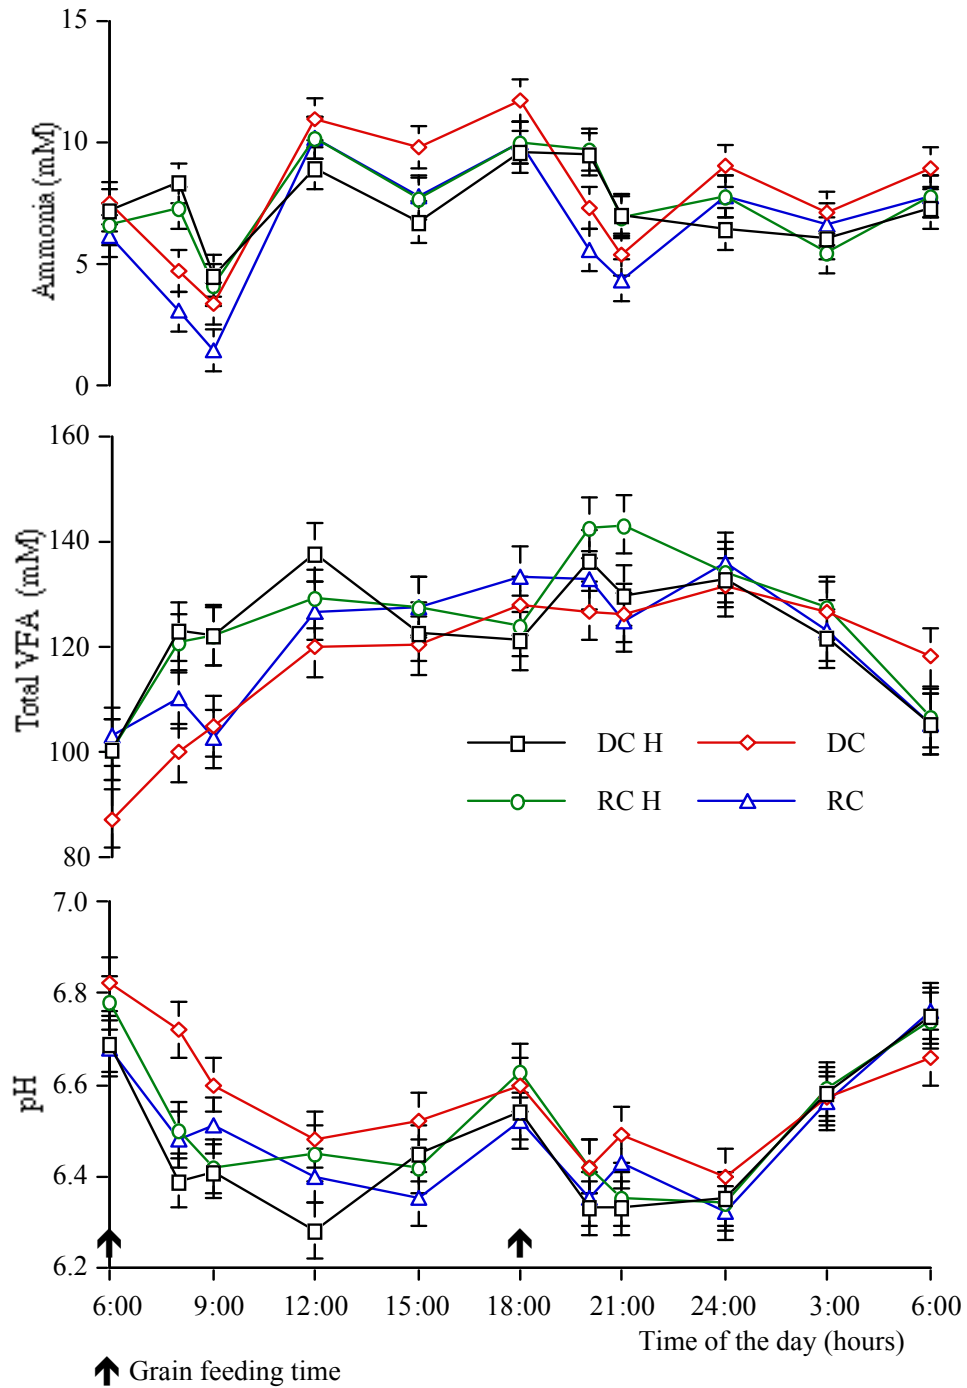 15
10
5
0
Ammonia (mM)
160
140
120
100
80
Total VFA (mM)
DC H
DC
RC H
RC
7.0
6.8
6.6
6.4
6.2
pH
6:00 9:00 12:00 15:00 18:00 21:00 24:00 3:00 6:00
Time of the day (hours)
Grain feeding time